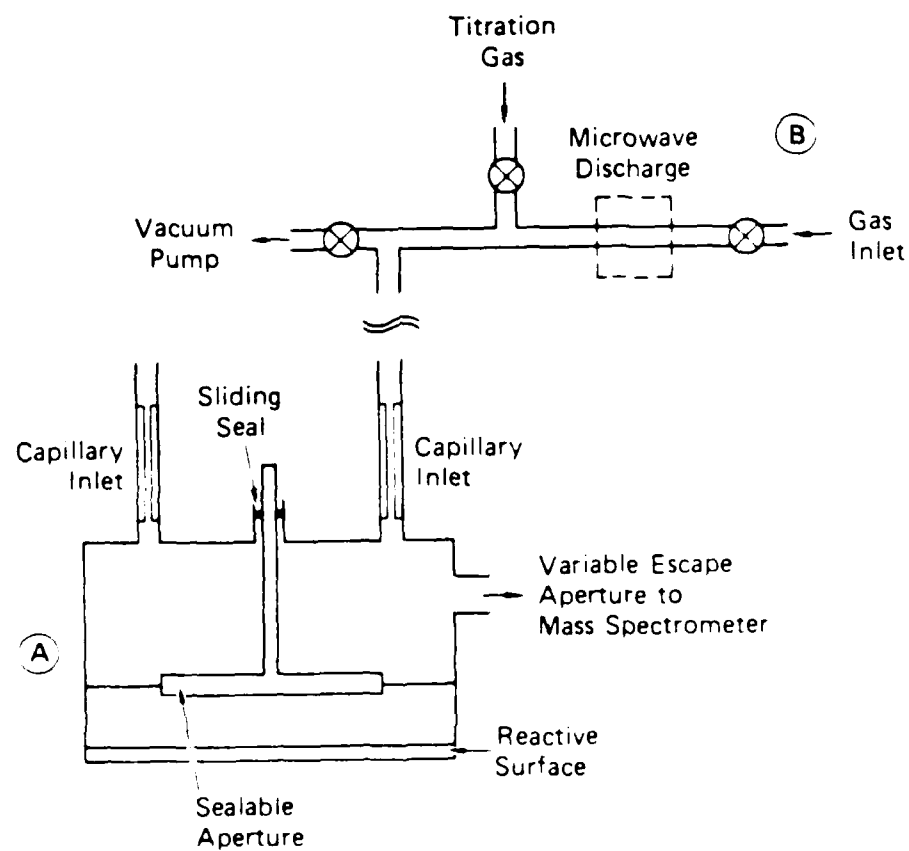 Titration
Gas
Microwave
Discharge
B
Vacuum
Pump
Gas
Inlet
Sliding
Seal
Capillary
Inlet
Capillary
Inlet
Variable Escape
Aperture to
Mass Spectrometer
A
Reactive
Surface
Sealable
Aperture